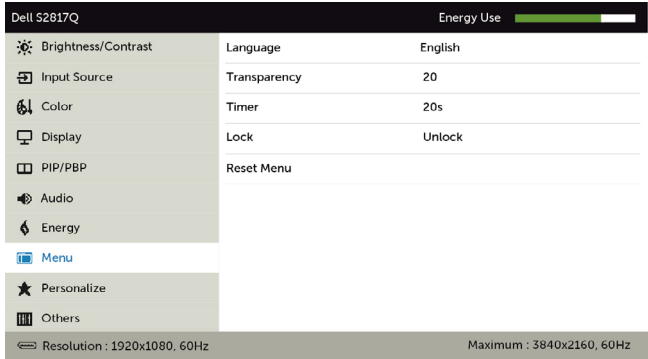 Dell S2817Q Energy Use
Brightness/Contrast
Language English
Input Source
Transparency 20
Color
Timer 20s
Display
Lock Unlock
PIP/PBP
Reset Menu
Audio
Energy
Menu
Personalize
Others
Resolution : 1920x1080, 60Hz Maximum : 3840x2160, 60Hz